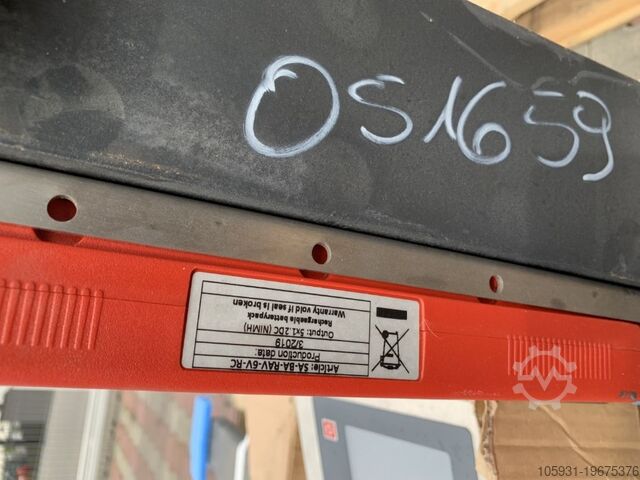 OS1659
Article: SA-BA-RAV-6V-RC
Production date:
3/2019
Output: 5x1.2DC (NIMH)
Rechargeable batterypack
Warranty void if seal is broken
105931-19675376